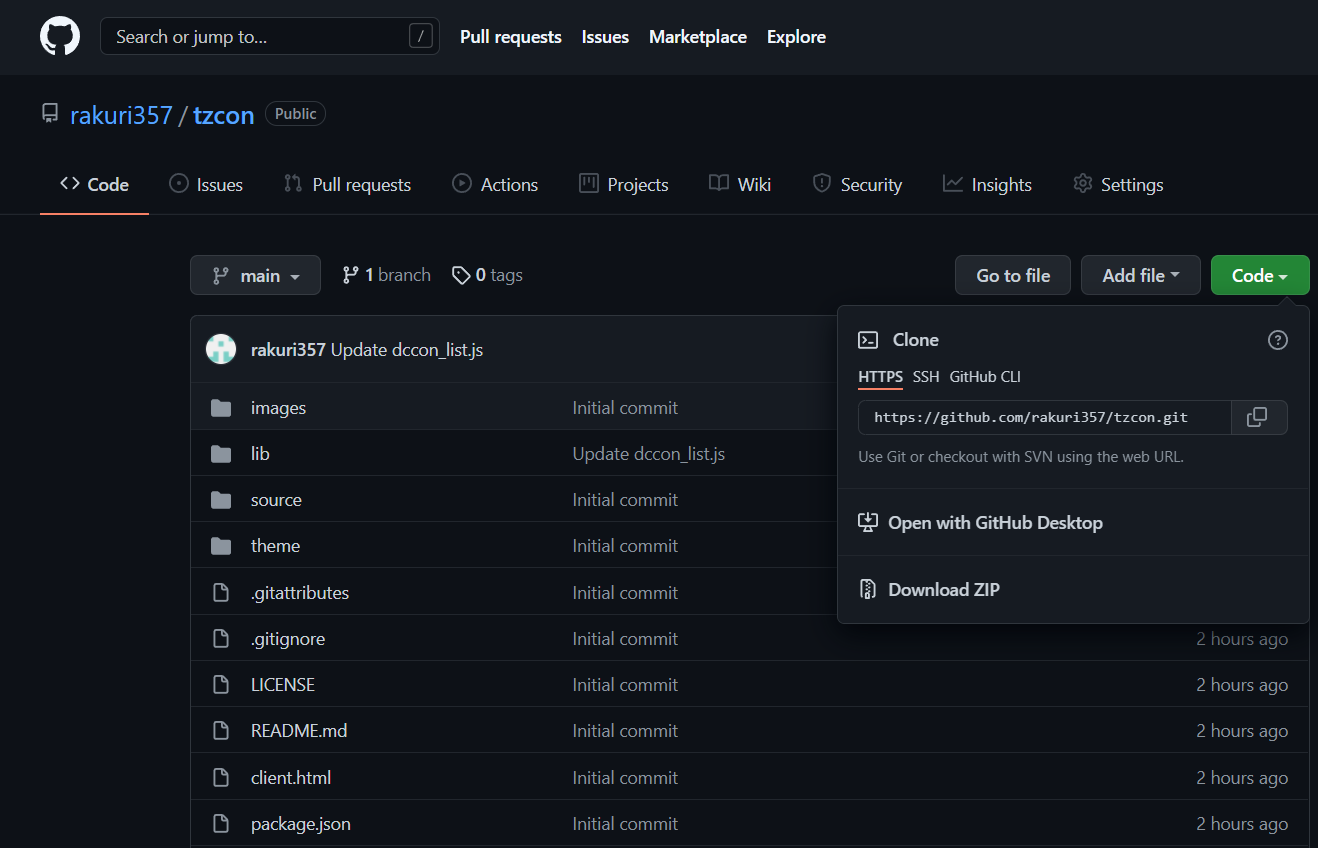 Search or jump to... / Pull requests Issues Marketplace Explore
rakuri357 / tzcon Public
Code Issues Pull requests Actions Projects Wiki Security Insights Settings
main 1 branch 0 tags Go to file Add file Code
rakuri357 Update dccon_list.js
Clone
HTTPS SSH GitHub CLI
https://github.com/rakuri357/tzcon.git
Use Git or checkout with SVN using the web URL.
Open with GitHub Desktop
Download ZIP
images Initial commit
lib Update dccon_list.js
source Initial commit
theme Initial commit
.gitattributes Initial commit
.gitignore Initial commit 2 hours ago
LICENSE Initial commit 2 hours ago
README.md Initial commit 2 hours ago
client.html Initial commit 2 hours ago
package.json Initial commit 2 hours ago